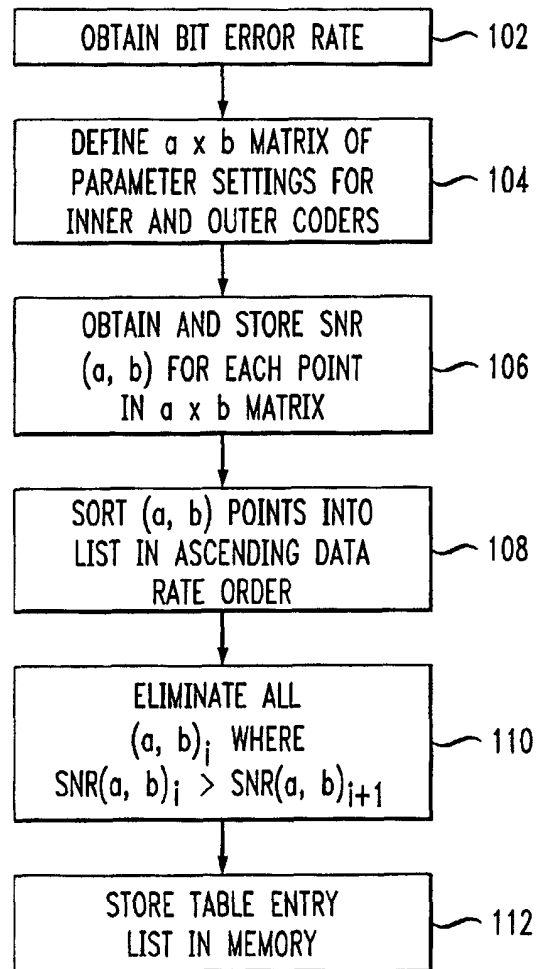 OBTAIN BIT ERROR RATE 102
DEFINE a x b MATRIX OF
PARAMETER SETTINGS FOR 104
INNER AND OUTER CODERS
OBTAIN AND STORE SNR
(a, b) FOR EACH POINT 106
IN a x b MATRIX
SORT (a, b) POINTS INTO
LIST IN ASCENDING DATA 108
RATE ORDER
ELIMINATE ALL
(a, b)i WHERE 110
SNR(a, b)i > SNR(a, b)i+1
STORE TABLE ENTRY 112
LIST IN MEMORY